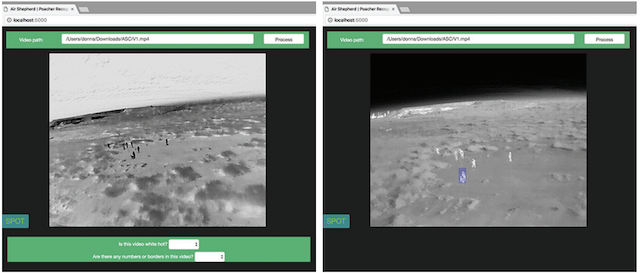 Air Shepherd | Poacher Recog
localhost:5000
Video path:
/Users/donna/Downloads/ASC/V1.mp4
Process
SPOT
Is this video white hot?
Are there any numbers or borders in this video?
Air Shepherd | Poacher Recog
localhost:5000
Video path:
/Users/donna/Downloads/ASC/V1.mp4
Process
SPOT